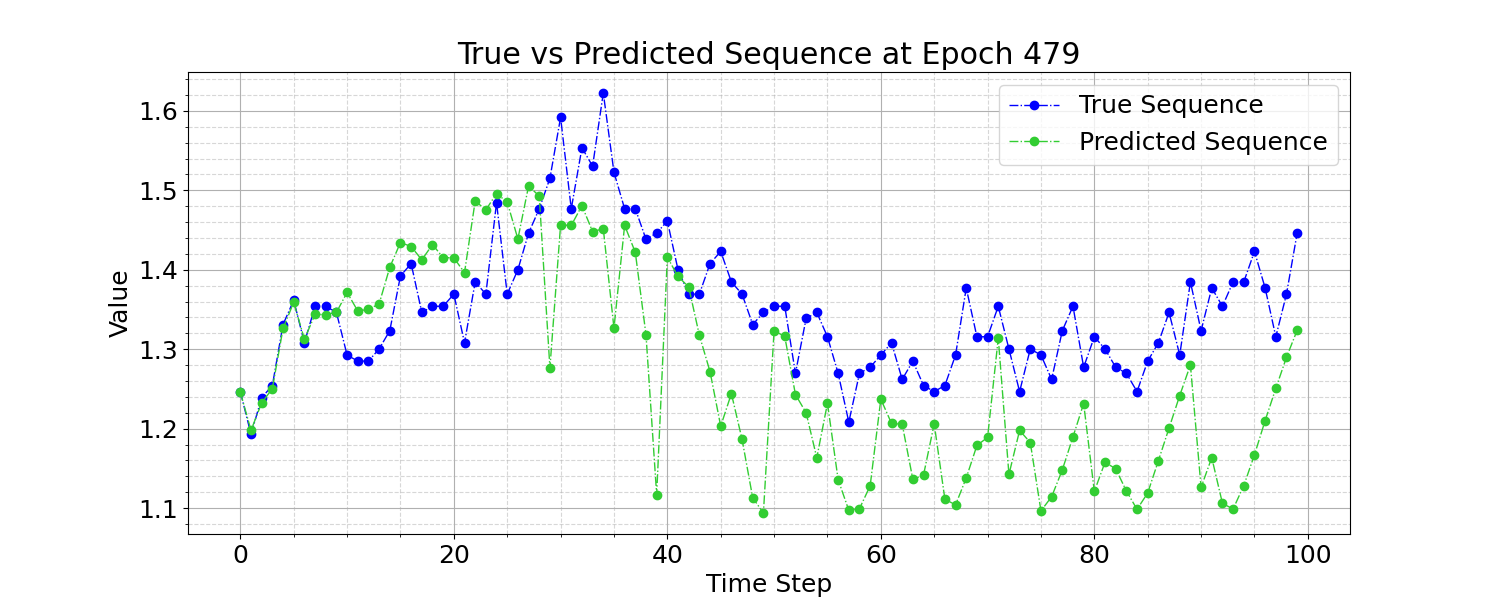 True vs Predicted Sequence at Epoch 479
True Sequence
Predicted Sequence
Value
1.6
1.5
1.4
1.3
1.2
1.1
0 20 40 60 80 100
Time Step